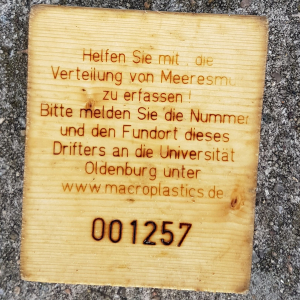 Helfen Sie mit, die
Verteilung von Meeresmü
zu erfassen!
Bitte melden Sie die Nummer
und den Fundort dieses
Drifters an die Universität
Oldenburg unter
www.macroplastics.de
001257